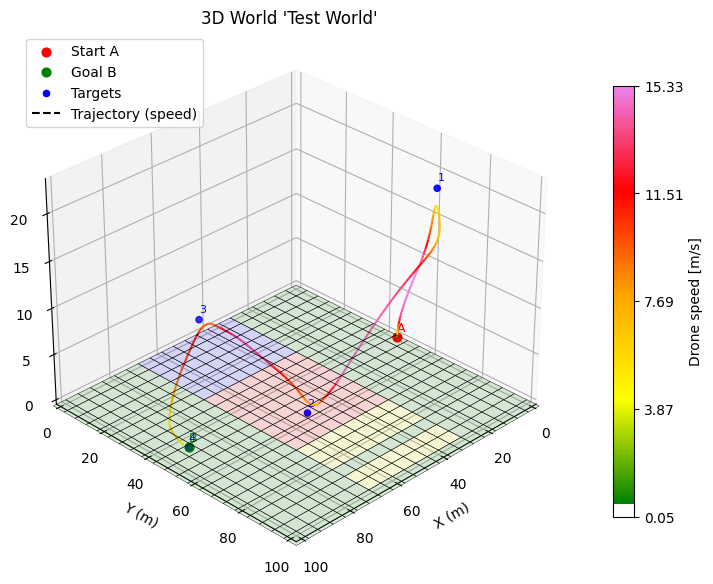 3D World 'Test World'
Start A
Goal B
Targets
Trajectory (speed)
1
A
3
2
20
15
10
5
0
0
20
40
60
80
100
Y (m)
0
20
40
60
80
100
X (m)
15.33
11.51
7.69
3.87
0.05
Drone speed [m/s]